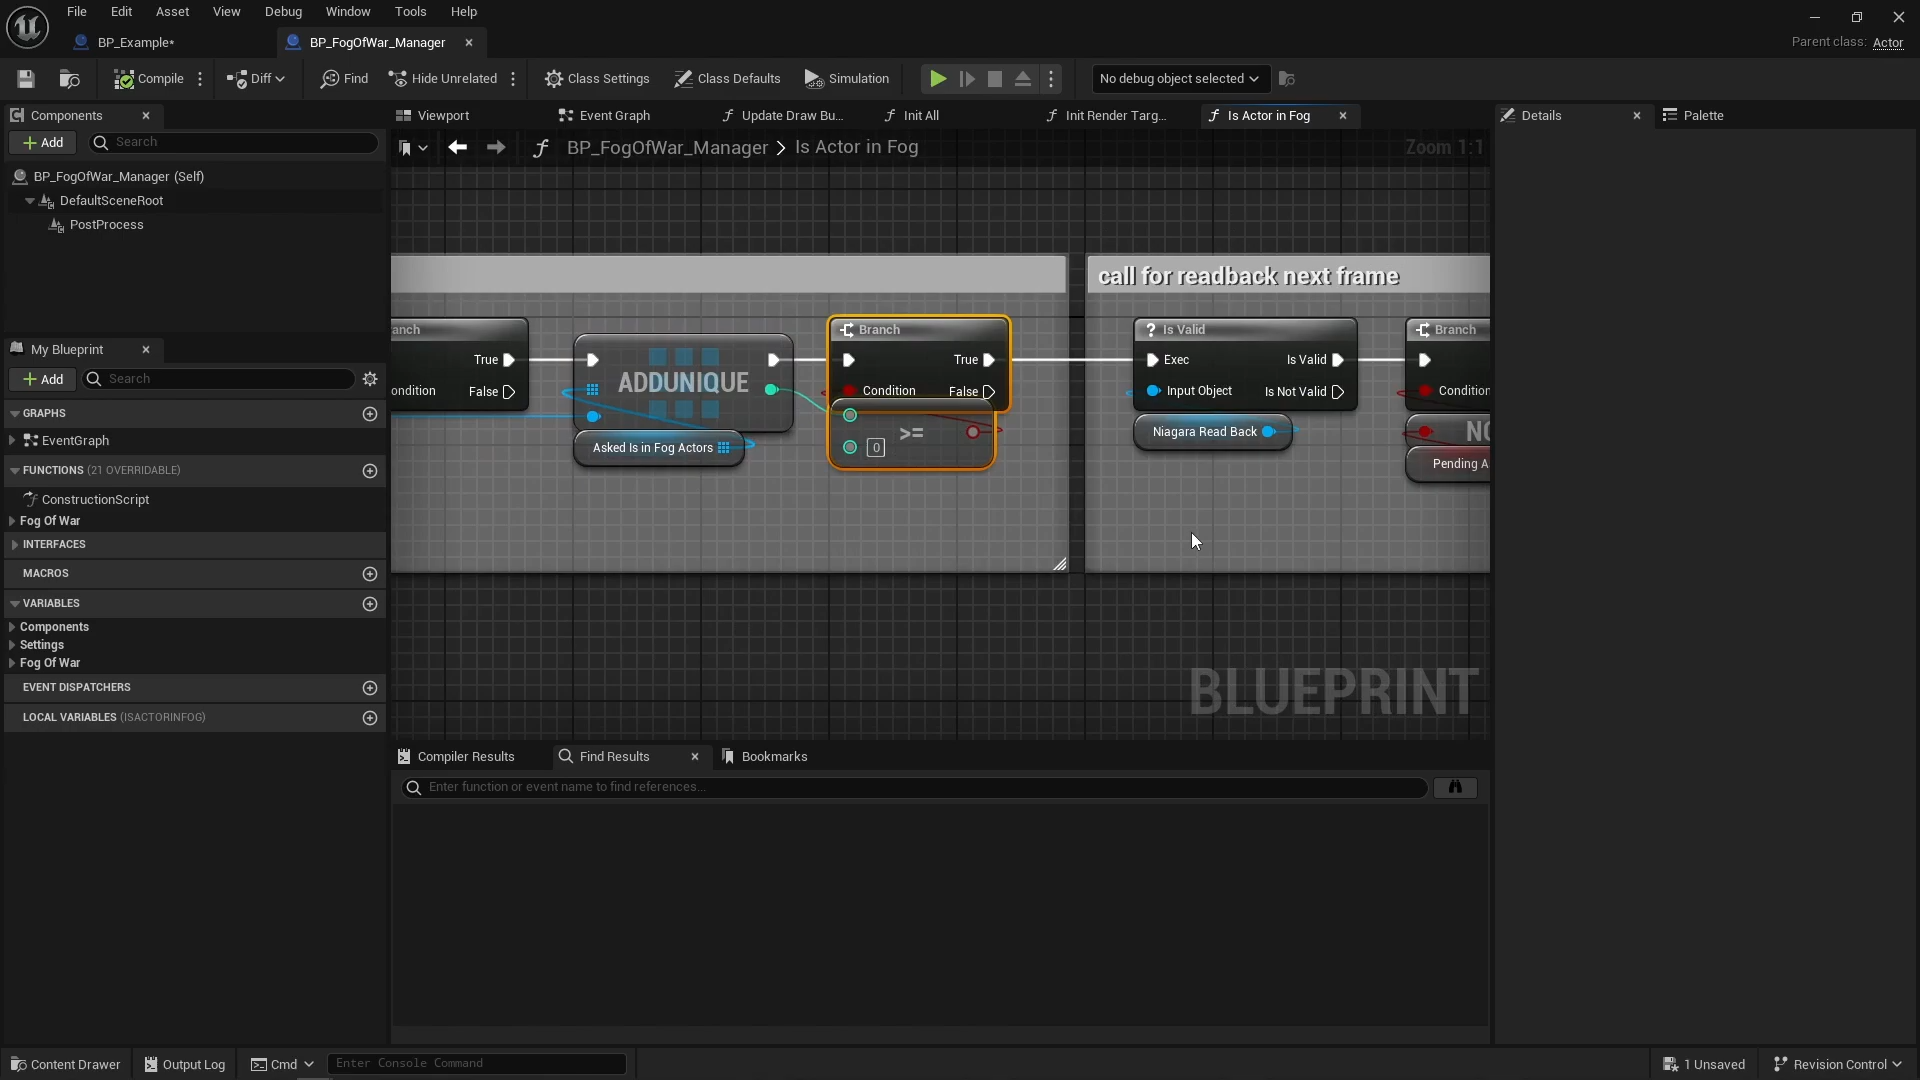 File Edit Asset View Debug Window Tools Help
BP_Example*
BP_FogOfWar_Manager
Parent class: Actor
Compile
Diff
Find
Hide Unrelated
Class Settings
Class Defaults
Simulation
No debug object selected
Components
Add
Search
BP_FogOfWar_Manager (Self)
DefaultSceneRoot
PostProcess
My Blueprint
Add
Search
GRAPHS
EventGraph
FUNCTIONS (21 OVERRIDABLE)
ConstructionScript
Fog Of War
INTERFACES
MACROS
VARIABLES
Components
Settings
Fog Of War
EVENT DISPATCHERS
LOCAL VARIABLES (ISACTORINFOG)
Viewport
Event Graph
Update Draw Bu...
Init All
Init Render Targ...
Is Actor in Fog
BP_FogOfWar_Manager > Is Actor in Fog
Zoom 1:1
call for readback next frame
anch
True
ondition
False
ADDUNIQUE
Asked Is in Fog Actors
Branch
True
Condition
False
>=
0
? Is Valid
Exec
Is Valid
Input Object
Is Not Valid
Niagara Read Back
Branch
Condition
NO
Pending A
BLUEPRINT
Compiler Results
Find Results
Bookmarks
Enter function or event name to find references...
Details
Palette
Content Drawer
Output Log
Cmd
Enter Console Command
1 Unsaved
Revision Control